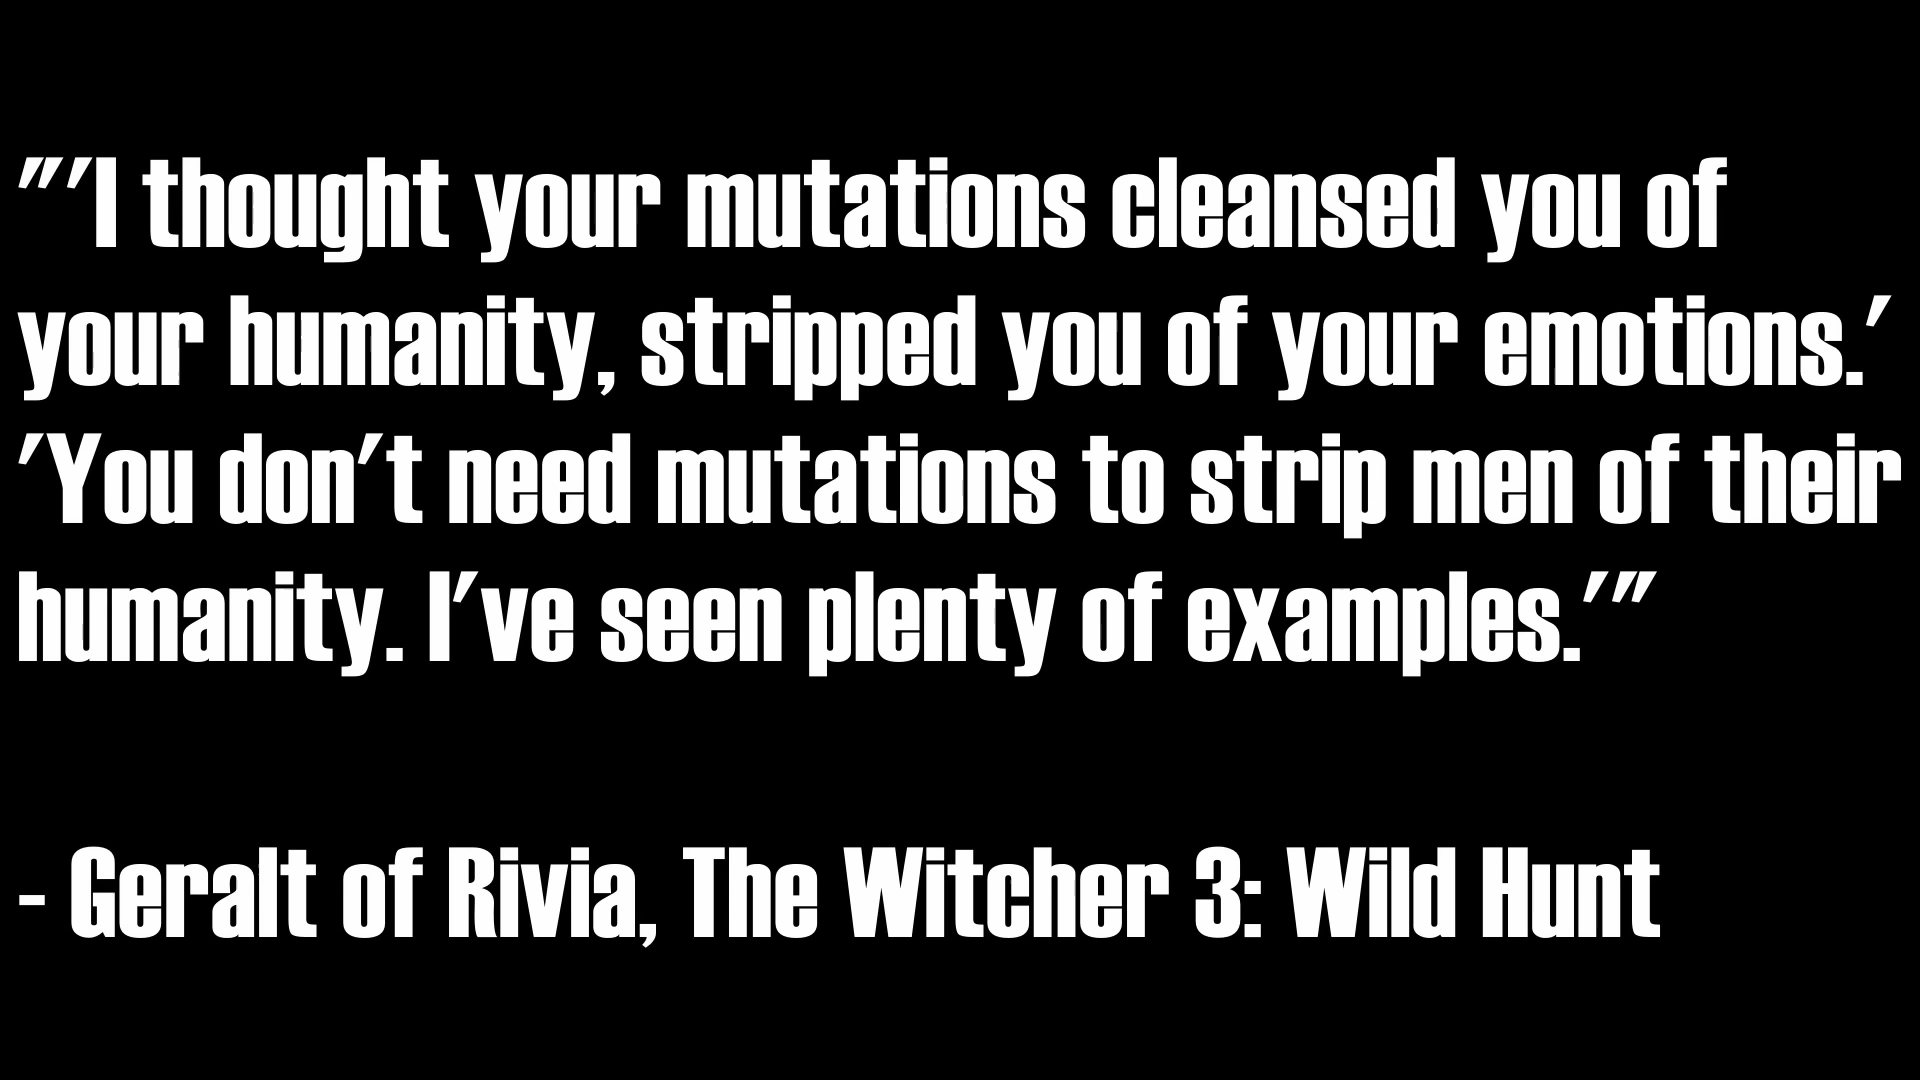 "'I thought your mutations cleansed you of
your humanity, stripped you of your emotions.'
'You don't need mutations to strip men of their
humanity. I've seen plenty of examples.'"
- Geralt of Rivia, The Witcher 3: Wild Hunt